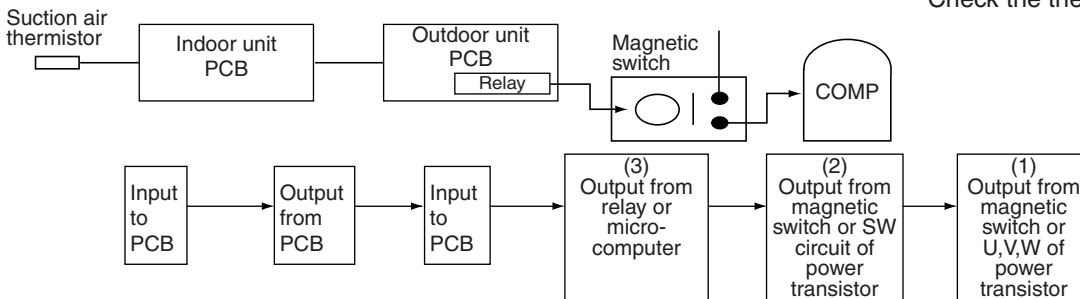 Check the the
Suction air
thermistor
Indoor unit
PCB
Outdoor unit
PCB
Relay
Magnetic
switch
COMP
Input
to
PCB
Output
from
PCB
Input
to
PCB
(3)
Output from
relay or
micro-
computer
(2)
Output from
magnetic
switch or SW
circuit of
power
transistor
(1)
Output from
magnetic
switch or
U,V,W of
power
transistor